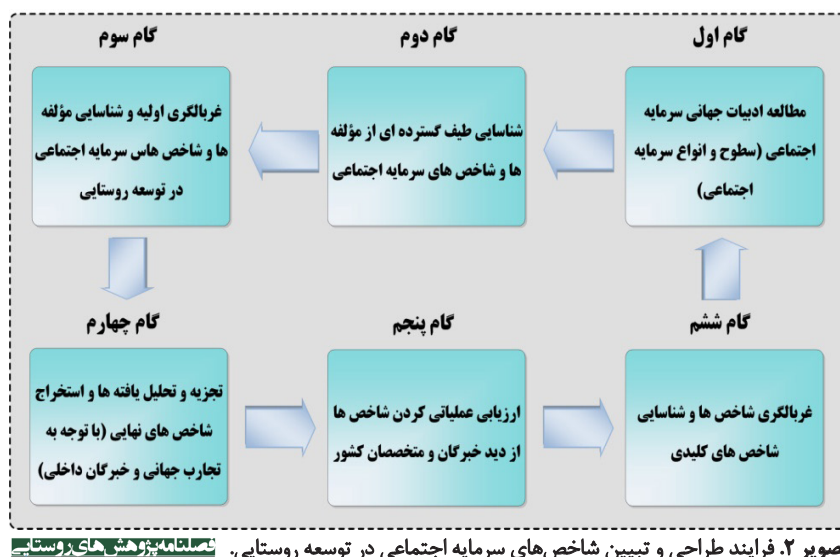 گام اول
مطالعه ادبیات جهانی سرمایه
اجتماعی (سطوح و انواع سرمایه
اجتماعی)
گام دوم
شناسایی طیف گسترده ای از مؤلفه
ها و شاخص های سرمایه اجتماعی
گام سوم
غربالگری اولیه و شناسایی مؤلفه
ها و شاخص هاس سرمایه اجتماعی
در توسعه روستایی
گام چهارم
تجزیه و تحلیل یافته ها و استخراج
شاخص های نهایی (با توجه به
تجارب جهانی و خبرگان داخلی)
گام پنجم
ارزیابی عملیاتی کردن شاخص ها
از دید خبرگان و متخصصان کشور
گام ششم
غربالگری شاخص ها و شناسایی
شاخص های کلیدی
ویر ۲. فرایند طراحی و تبیین شاخص‌های سرمایه اجتماعی در توسعه روستایی. فصلنامه پژوهش‌های روستایی